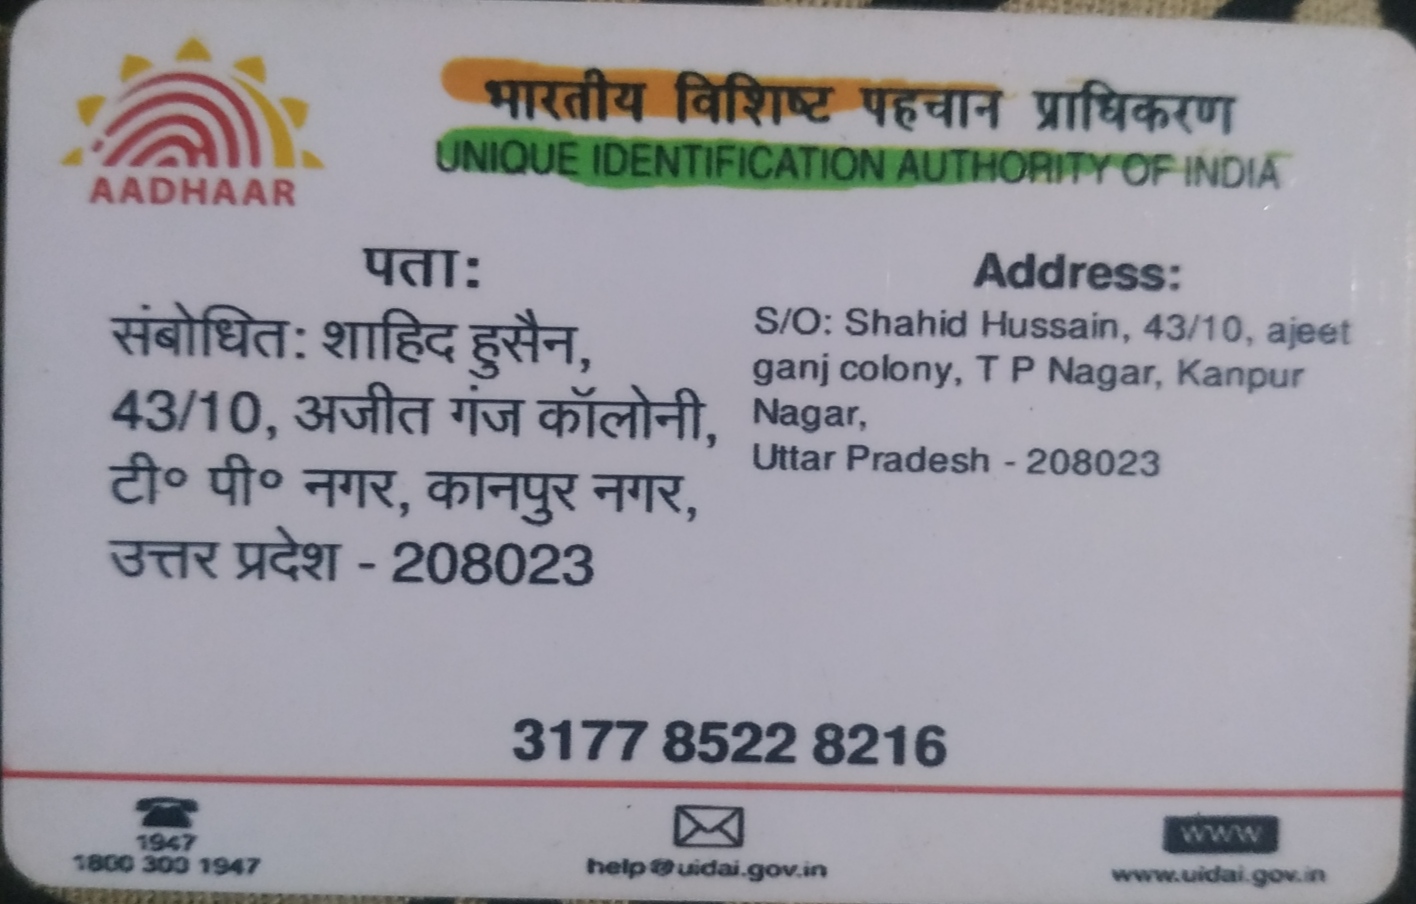 भारतीय विशिष्ट पहचान प्राधिकरण
UNIQUE IDENTIFICATION AUTHORITY OF INDIA
AADHAAR
पता:
संबोधित: शाहिद हुसैन,
43/10, अजीत गंज कॉलोनी,
टी० पी० नगर, कानपुर नगर,
उत्तर प्रदेश - 208023
Address:
S/O: Shahid Hussain, 43/10, ajeet
ganj colony, T P Nagar, Kanpur
Nagar,
Uttar Pradesh - 208023
3177 8522 8216
1947
1800 300 1947
help@uidai.gov.in
www
www.uidai.gov.in